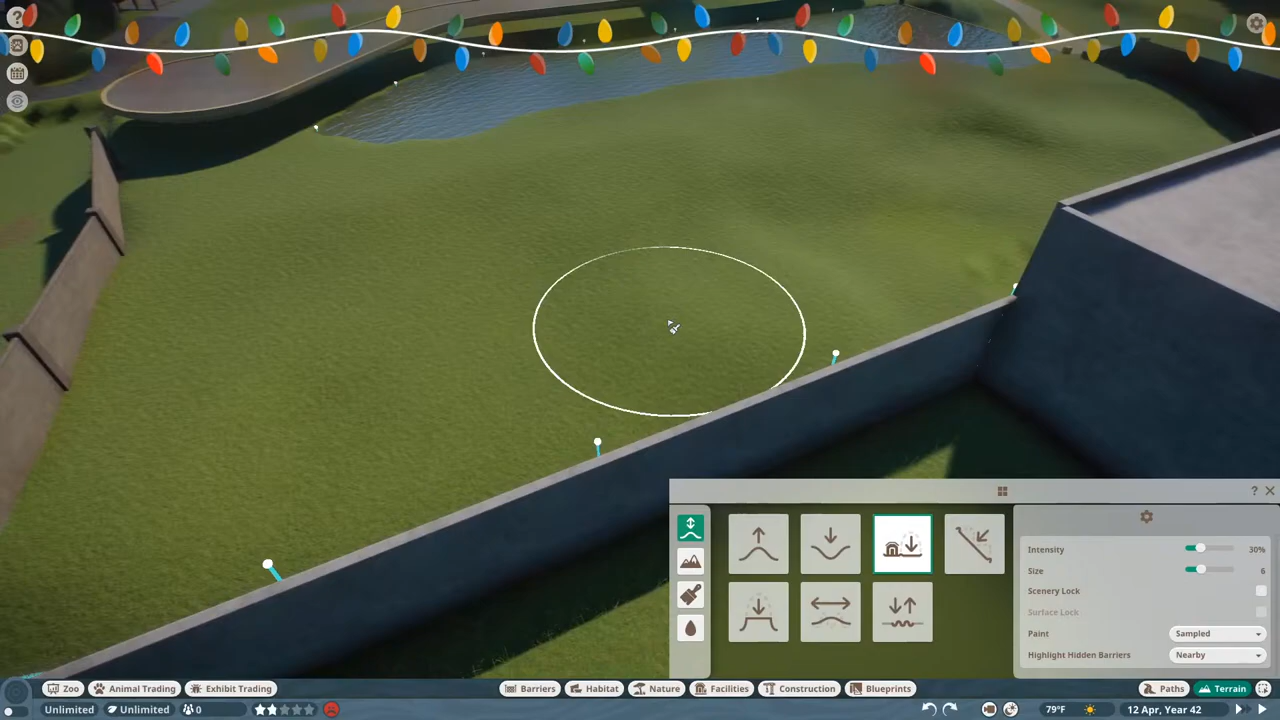 ?
? ✕
Intensity 30%
Size 6
Scenery Lock
Surface Lock
Paint Sampled
Highlight Hidden Barriers Nearby
Zoo Animal Trading Exhibit Trading Barriers Habitat Nature Facilities Construction Blueprints Paths Terrain
Unlimited Unlimited 0 79°F 12 Apr, Year 42